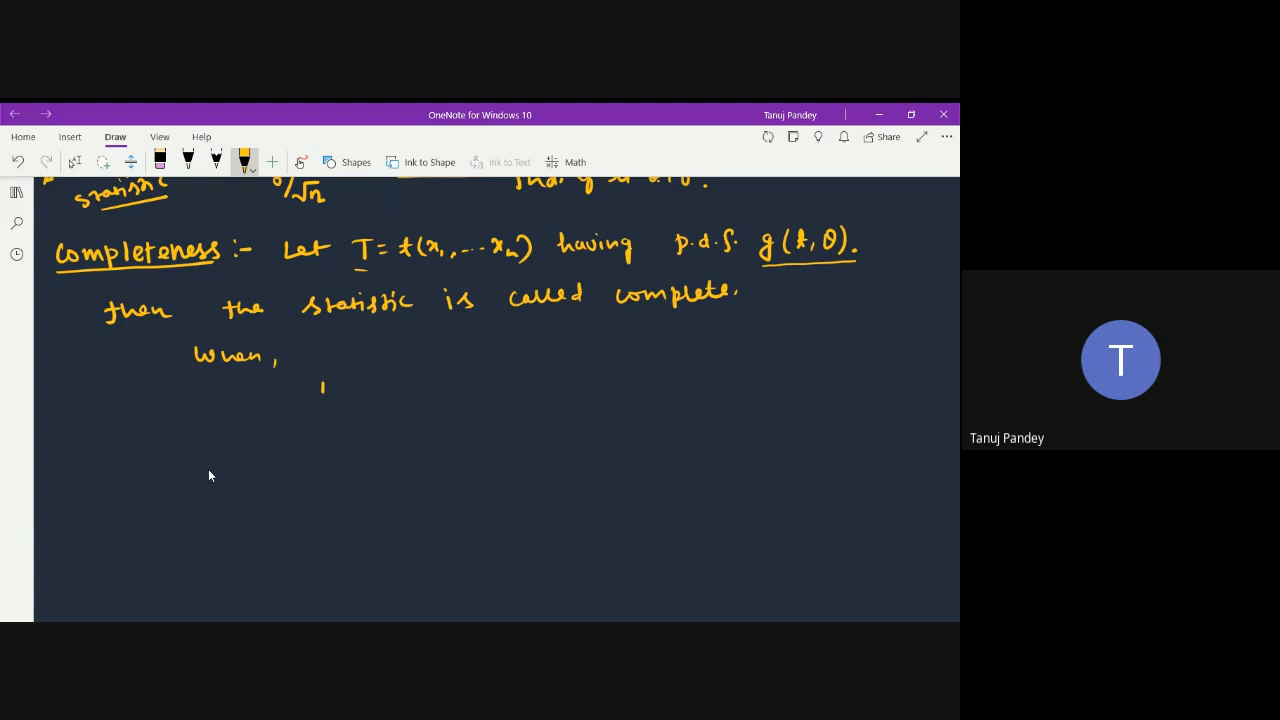 OneNote for Windows 10
Tanuj Pandey
Home Insert Draw View Help
Share
Shapes Ink to Shape Ink to Text Math
statistic σ/√n
Completeness :- Let T = t(x₁, ... xₙ) having p.d.f. g(t, θ).
then the statistic is called complete.
When,
T
Tanuj Pandey